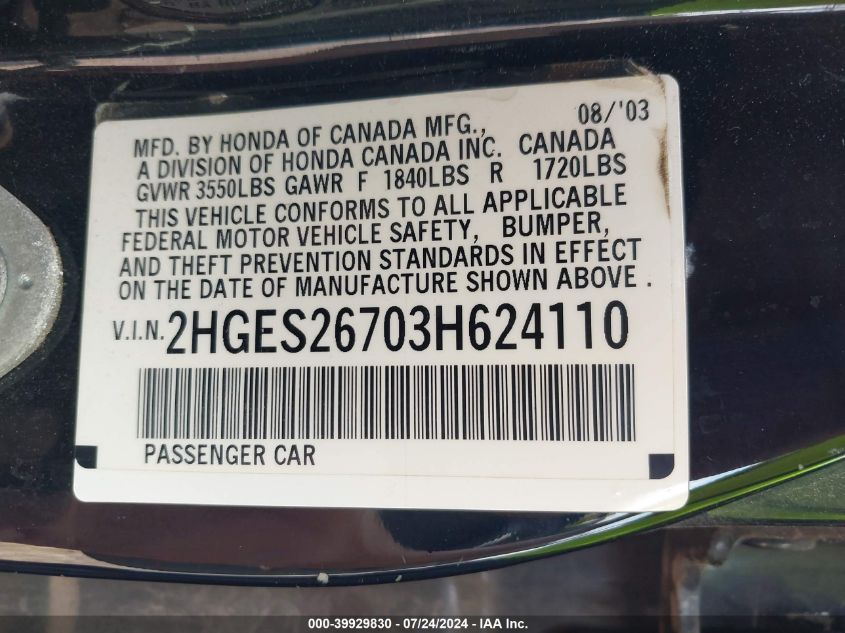 08/'03
MFD. BY HONDA OF CANADA MFG.,
A DIVISION OF HONDA CANADA INC. CANADA
GVWR 3550LBS GAWR F 1840LBS R 1720LBS
THIS VEHICLE CONFORMS TO ALL APPLICABLE
FEDERAL MOTOR VEHICLE SAFETY, BUMPER,
AND THEFT PREVENTION STANDARDS IN EFFECT
ON THE DATE OF MANUFACTURE SHOWN ABOVE.
V.I.N. 2HGES26703H624110
PASSENGER CAR
000-39929830 - 07/24/2024 - IAA Inc.